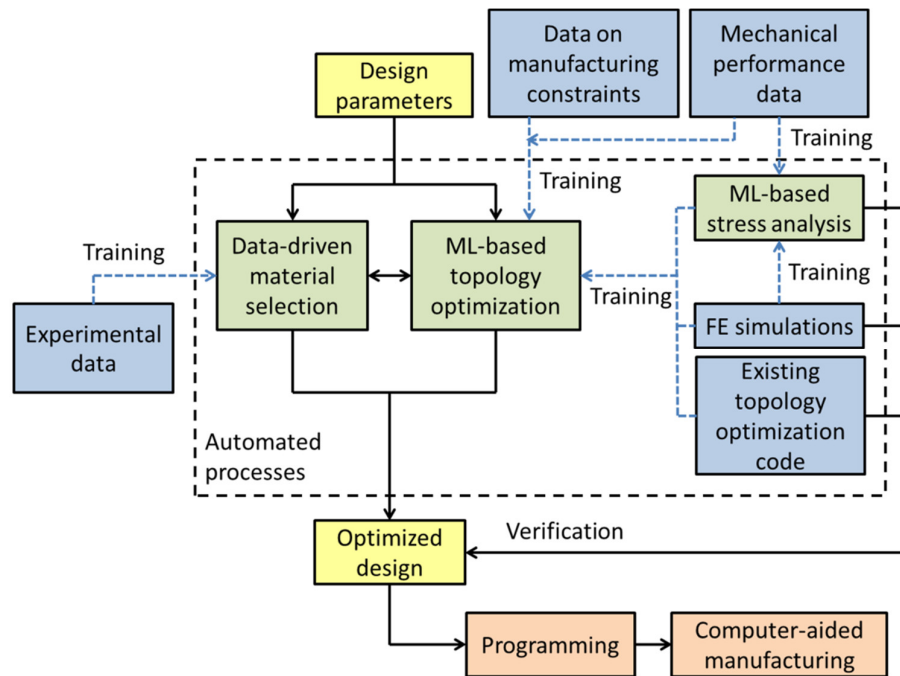 Design
parameters
Data on
manufacturing
constraints
Mechanical
performance
data
Training
Training
ML-based
stress analysis
Training
Data-driven
material
selection
ML-based
topology
optimization
Training
Training
Experimental
data
FE simulations
Existing
topology
optimization
code
Automated
processes
Optimized
design
Verification
Programming
Computer-aided
manufacturing